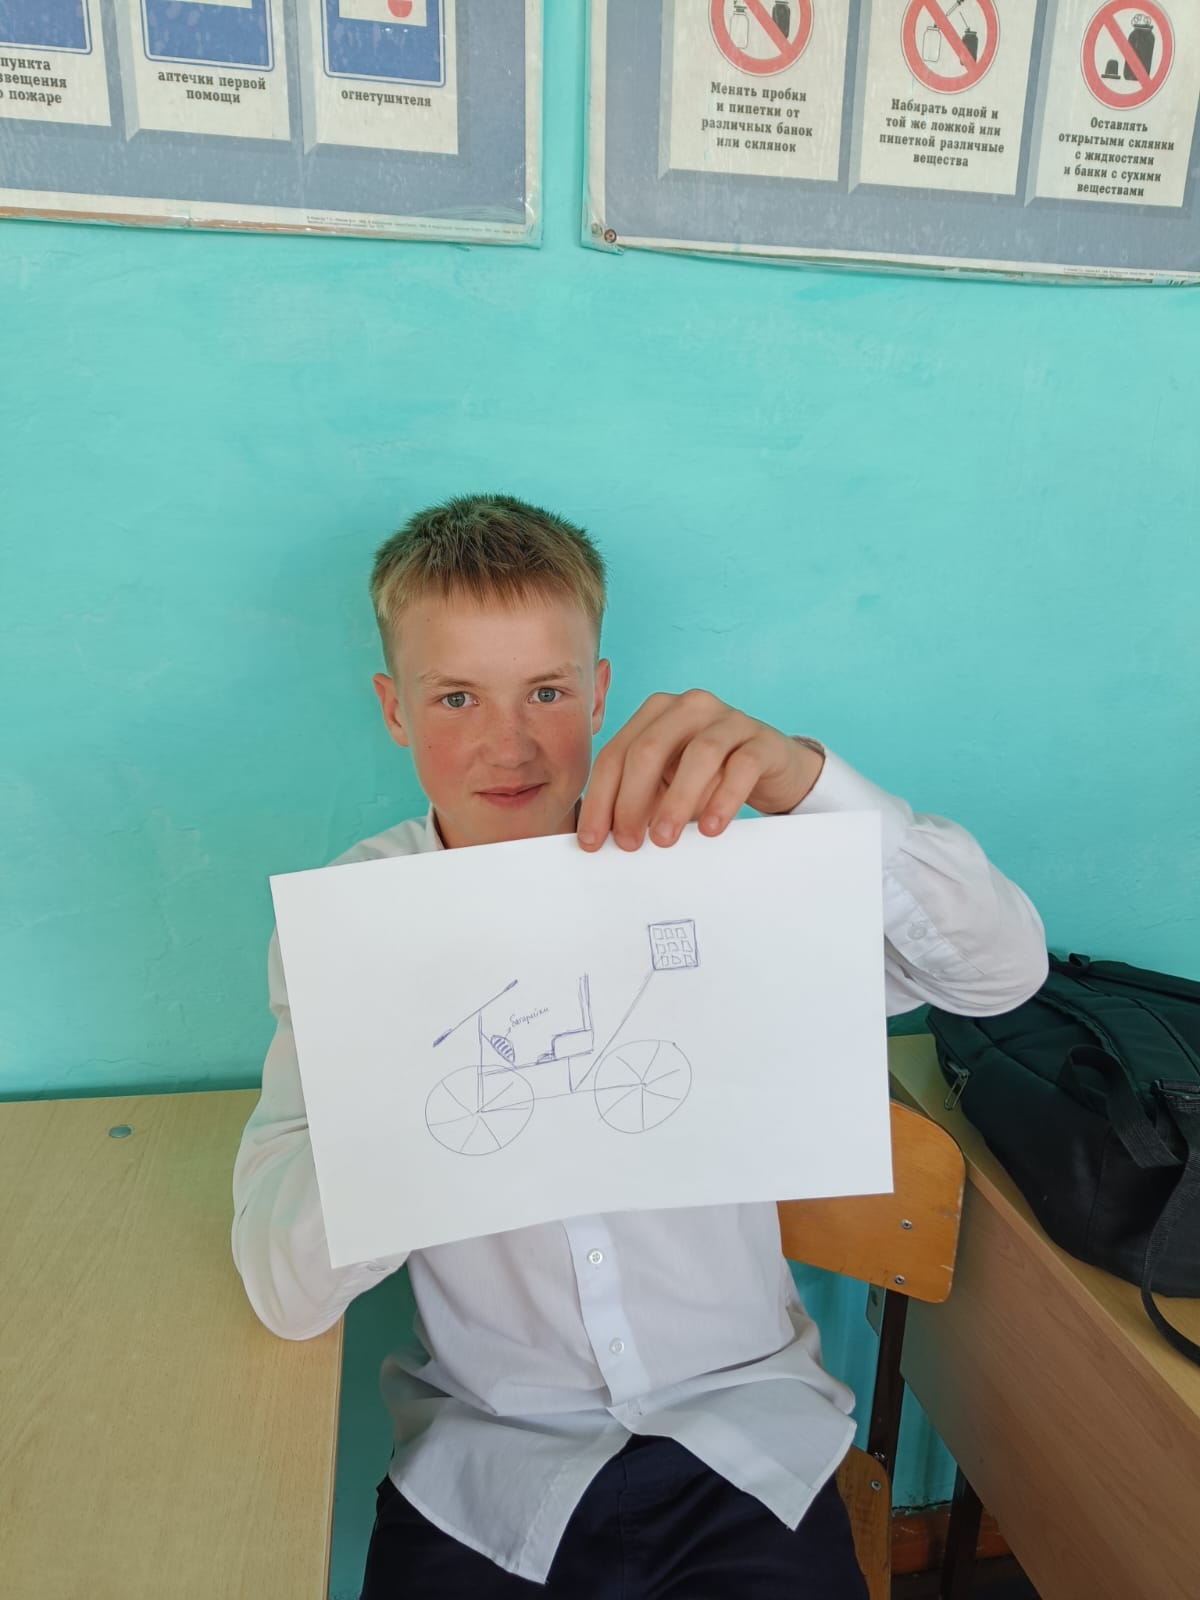 пункта
звещения
о пожаре
аптечки первой
помощи
огнетушителя
Менять пробки
и пипетки от
различных банок
или склянок
Набирать одной и
той же ложкой или
пипеткой различные
вещества
Оставлять
открытыми склянки
с жидкостями
и банки с сухими
веществами
батарейки